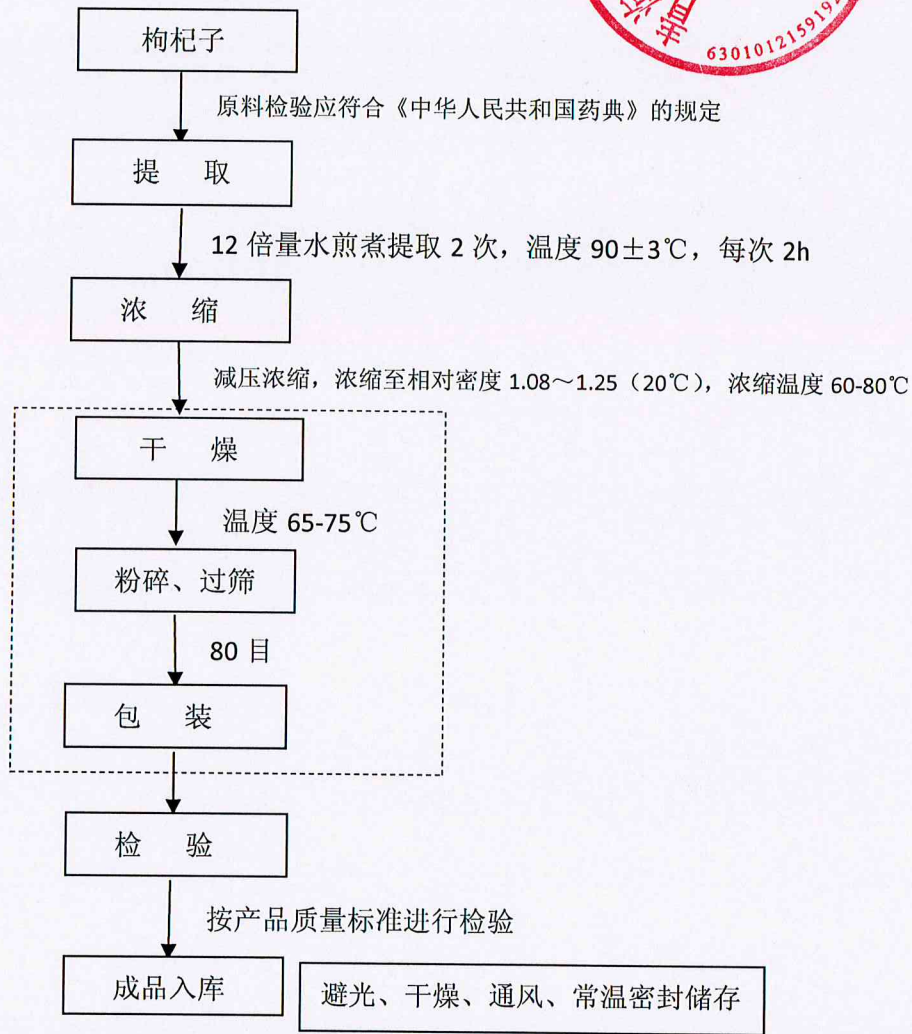 6301012159192
枸杞子
原料检验应符合《中华人民共和国药典》的规定
提 取
12 倍量水煎煮提取 2 次，温度 90±3℃，每次 2h
浓 缩
减压浓缩，浓缩至相对密度 1.08～1.25（20℃），浓缩温度 60-80℃
干 燥
温度 65-75℃
粉碎、过筛
80 目
包 装
检 验
按产品质量标准进行检验
成品入库
避光、干燥、通风、常温密封储存